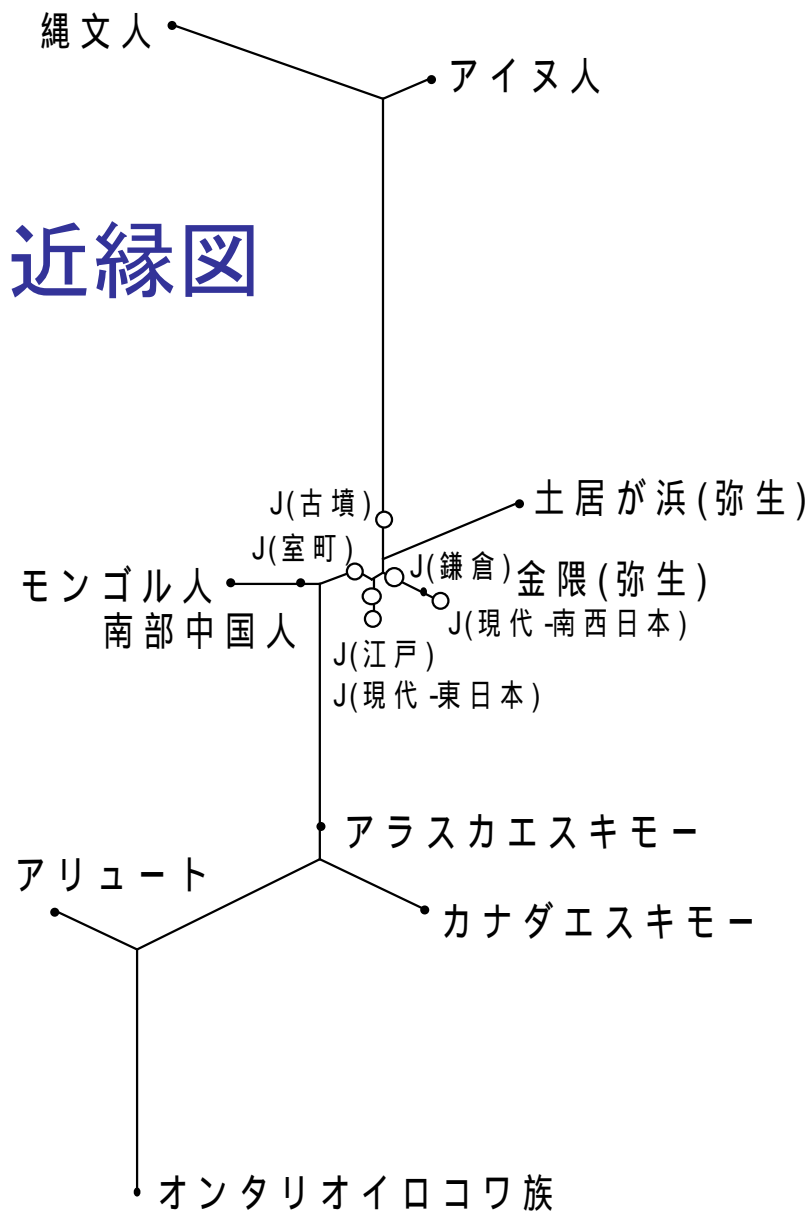 縄文人
アイヌ人
近縁図
J(古墳)
土居が浜(弥生)
J(室町)
J(鎌倉)
金隈(弥生)
モンゴル人
南部中国人
J(現代-南西日本)
J(江戸)
J(現代-東日本)
アラスカエスキモー
アリュート
カナダエスキモー
オンタリオイロコワ族